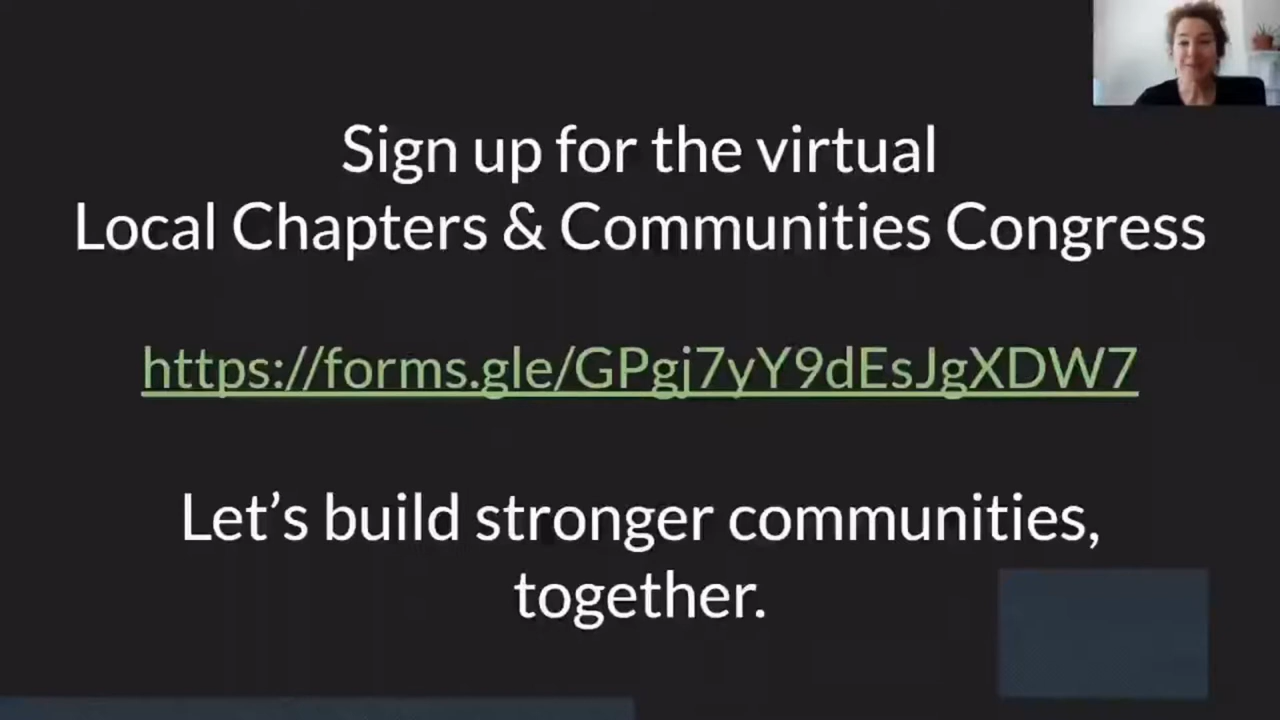 Sign up for the virtual
Local Chapters & Communities Congress
https://forms.gle/GPgj7yY9dEsJgXDW7
Let’s build stronger communities,
together.